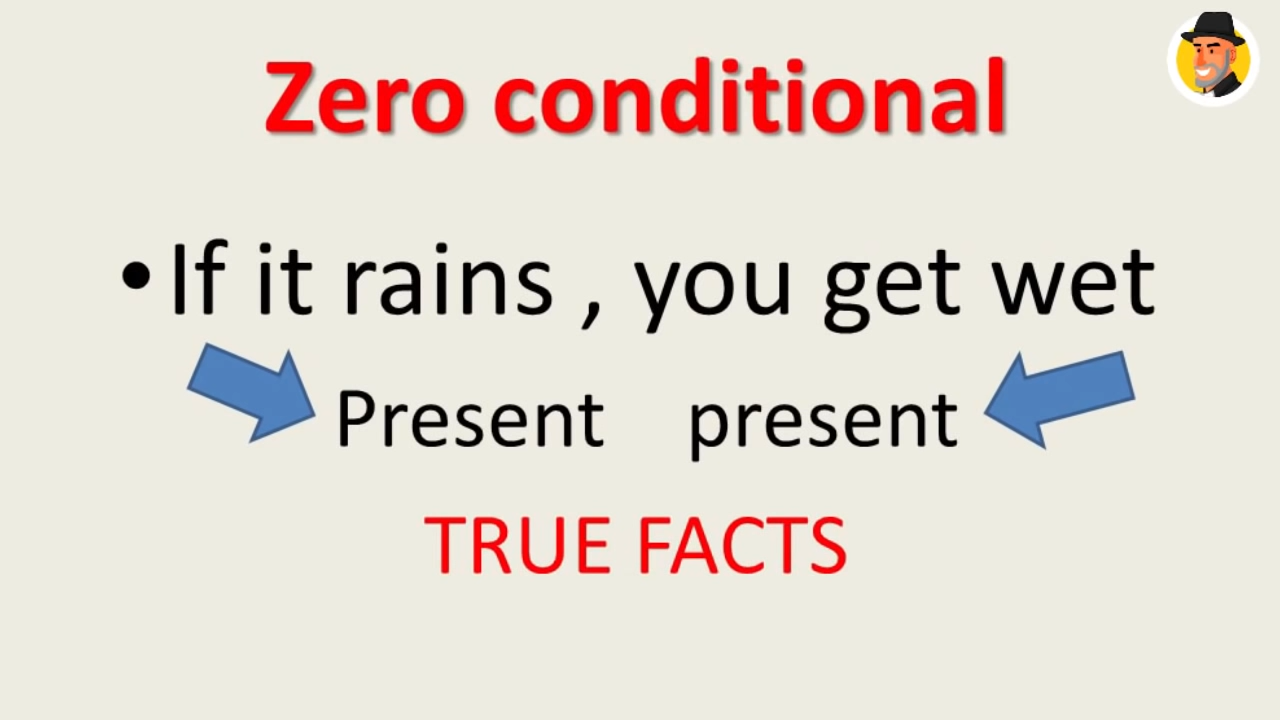 Zero conditional
•If it rains , you get wet
Present present
TRUE FACTS